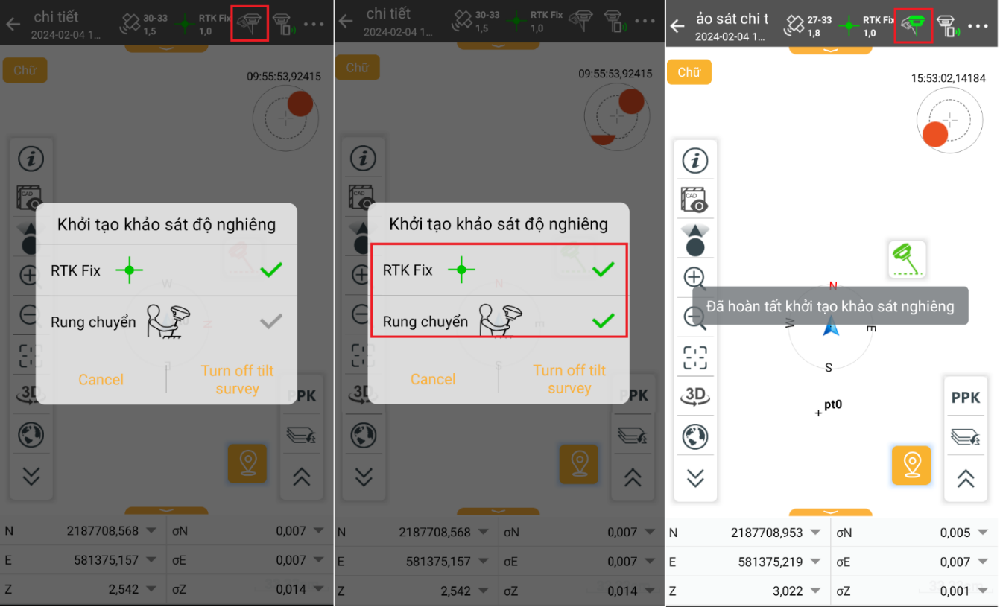 chi tiết
2024-02-04 1...
30-33
1,5
RTK Fix
1,0
Chữ
09:55:53,92415
CAD
Khởi tạo khảo sát độ nghiêng
RTK Fix
W
Rung chuyển
N
Cancel
Turn off tilt
survey
3D
PPK
N 2187708,568 σN 0,007
E 581375,157 σE 0,007
Z 2,542 σZ 0,014
chi tiết
2024-02-04 1...
30-33
1,5
RTK Fix
1,0
Chữ
09:55:53,92415
CAD
Khởi tạo khảo sát độ nghiêng
RTK Fix
N
Rung chuyển
E
S
Cancel
Turn off tilt
survey
3D
PPK
N 2187708,568 σN 0,007
E 581375,157 σE 0,007
Z 2,542 σZ 0,014
ảo sát chi t
2024-02-04 1...
27-33
1,8
RTK Fix
1,0
Chữ
15:53:02,14184
CAD
N
Đã hoàn tất khởi tạo khảo sát nghiêng
W
E
S
3D
pt0
PPK
N 2187708,953 σN 0,005
E 581375,219 σE 0,007
Z 3,022 σZ 0,001